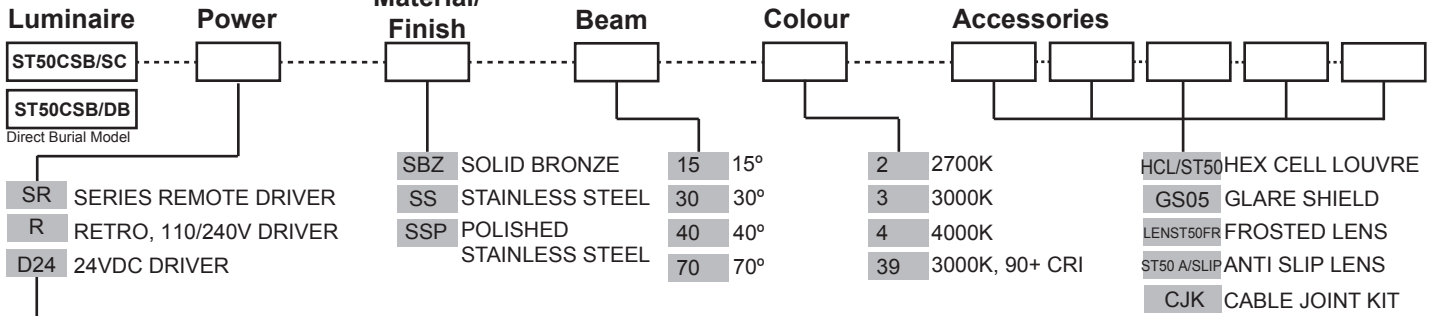 Luminaire Power Material/ Finish Beam Colour Accessories
ST50CSB/SC
ST50CSB/DB
Direct Burial Model
SR SERIES REMOTE DRIVER
R RETRO, 110/240V DRIVER
D24 24VDC DRIVER
SBZ SOLID BRONZE
SS STAINLESS STEEL
SSP POLISHED
STAINLESS STEEL
15 15º
30 30º
40 40º
70 70º
2 2700K
3 3000K
4 4000K
39 3000K, 90+ CRI
HCL/ST50 HEX CELL LOUVRE
GS05 GLARE SHIELD
LENST50FR FROSTED LENS
ST50 A/SLIP ANTI SLIP LENS
CJK CABLE JOINT KIT